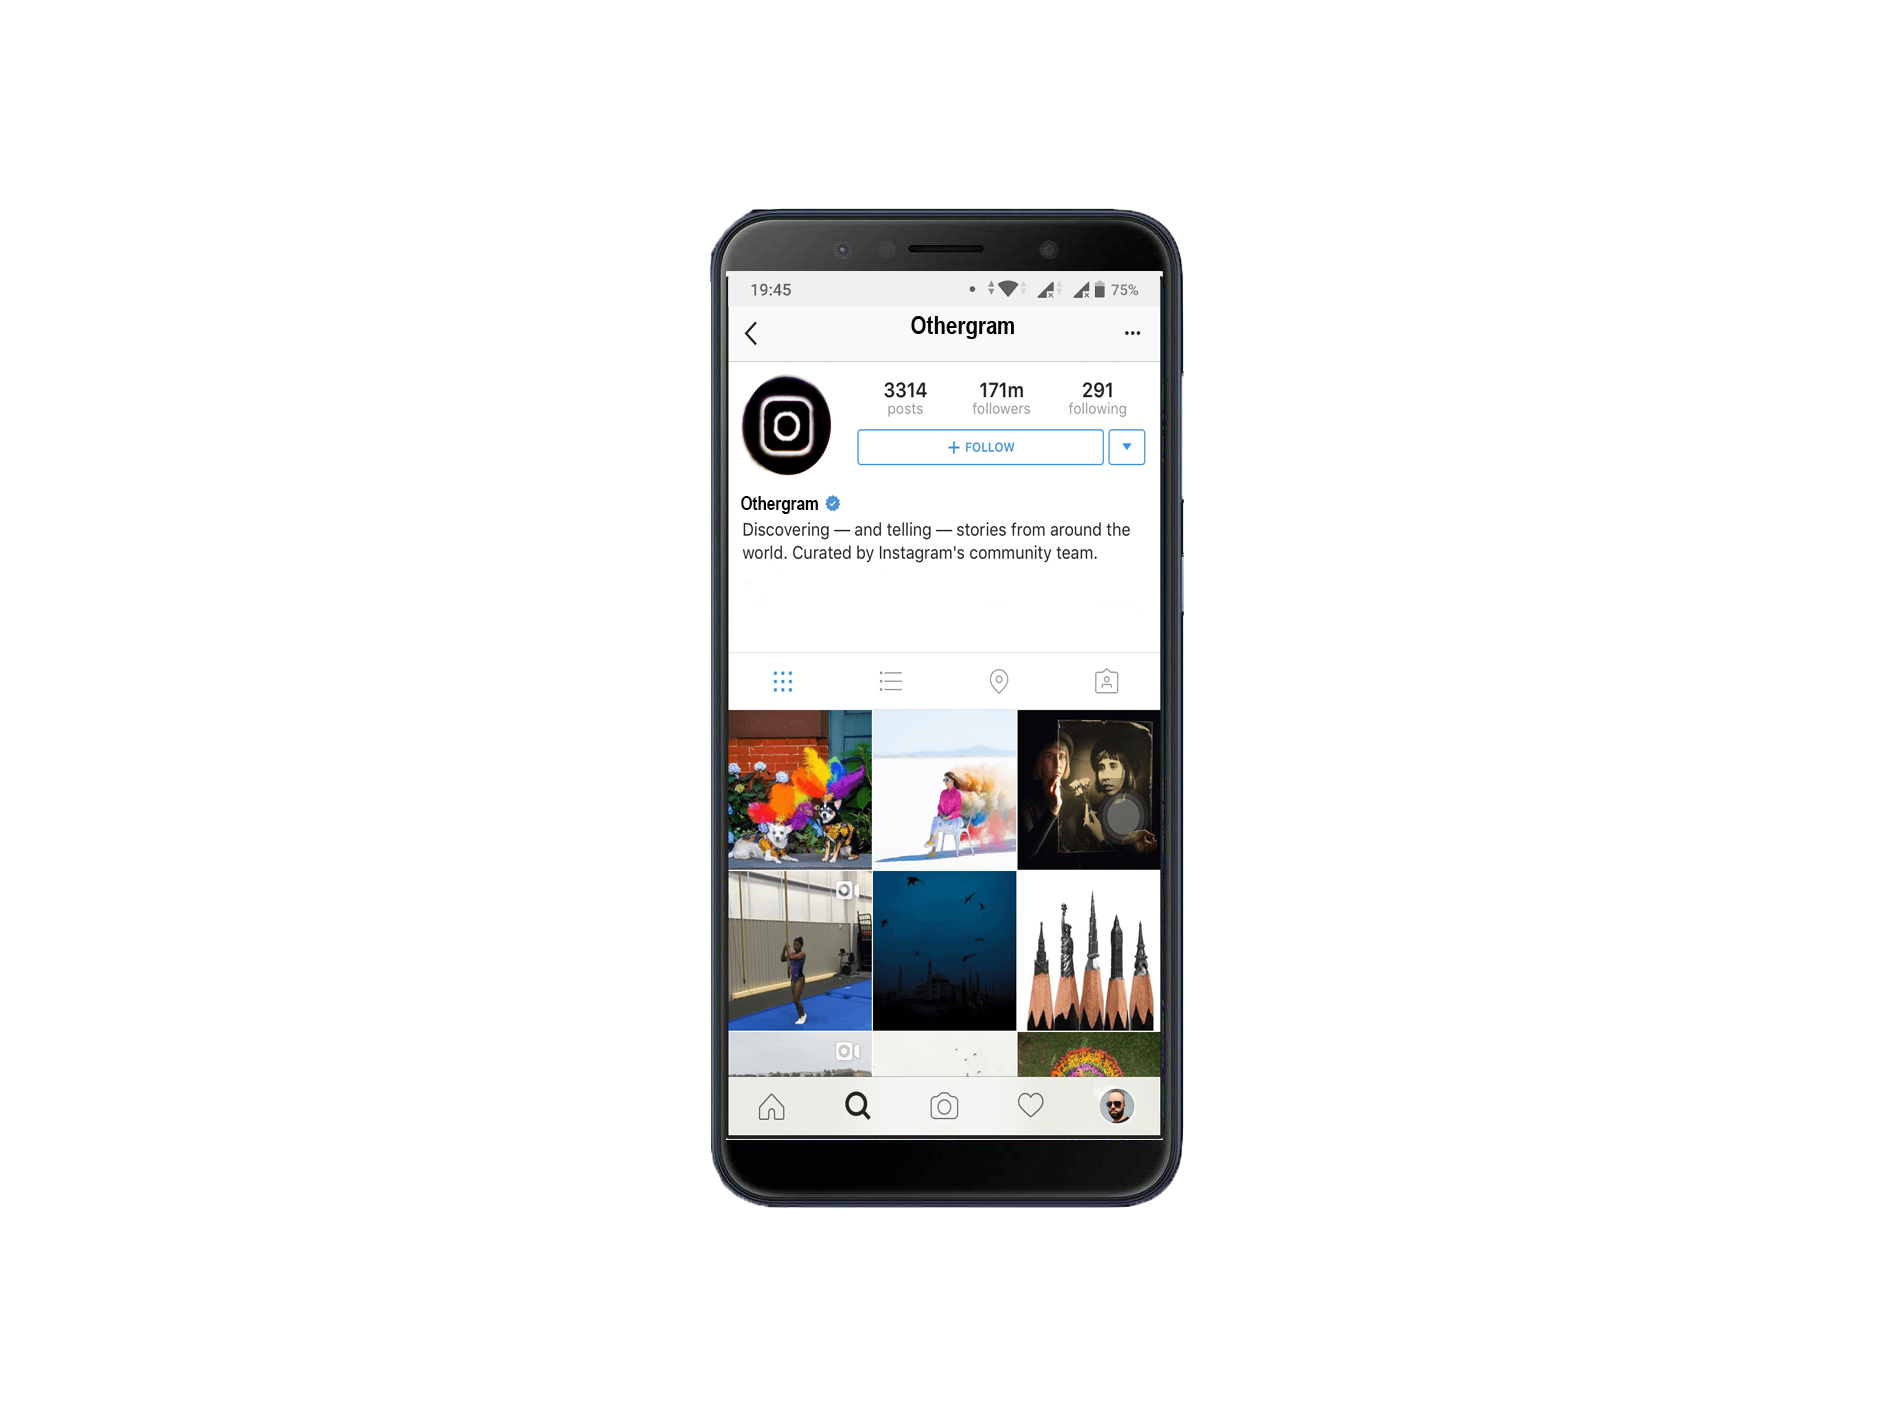 19:45 75%
Othergram
3314 171m 291
posts followers following
+ FOLLOW
Othergram
Discovering — and telling — stories from around the
world. Curated by Instagram's community team.